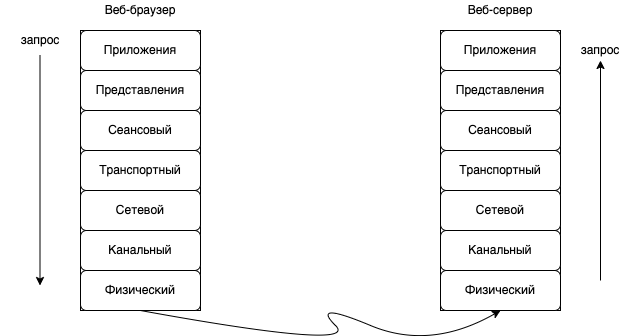 Веб-браузер
запрос
Приложения
Представления
Сеансовый
Транспортный
Сетевой
Канальный
Физический
Веб-сервер
запрос
Приложения
Представления
Сеансовый
Транспортный
Сетевой
Канальный
Физический